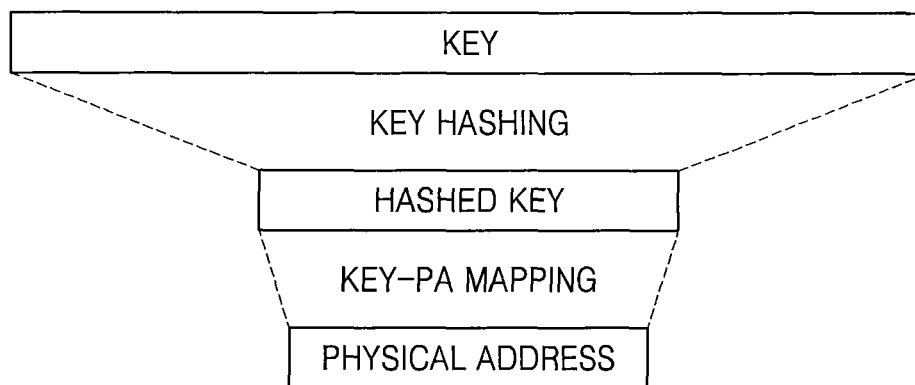 KEY
KEY HASHING
HASHED KEY
KEY-PA MAPPING
PHYSICAL ADDRESS